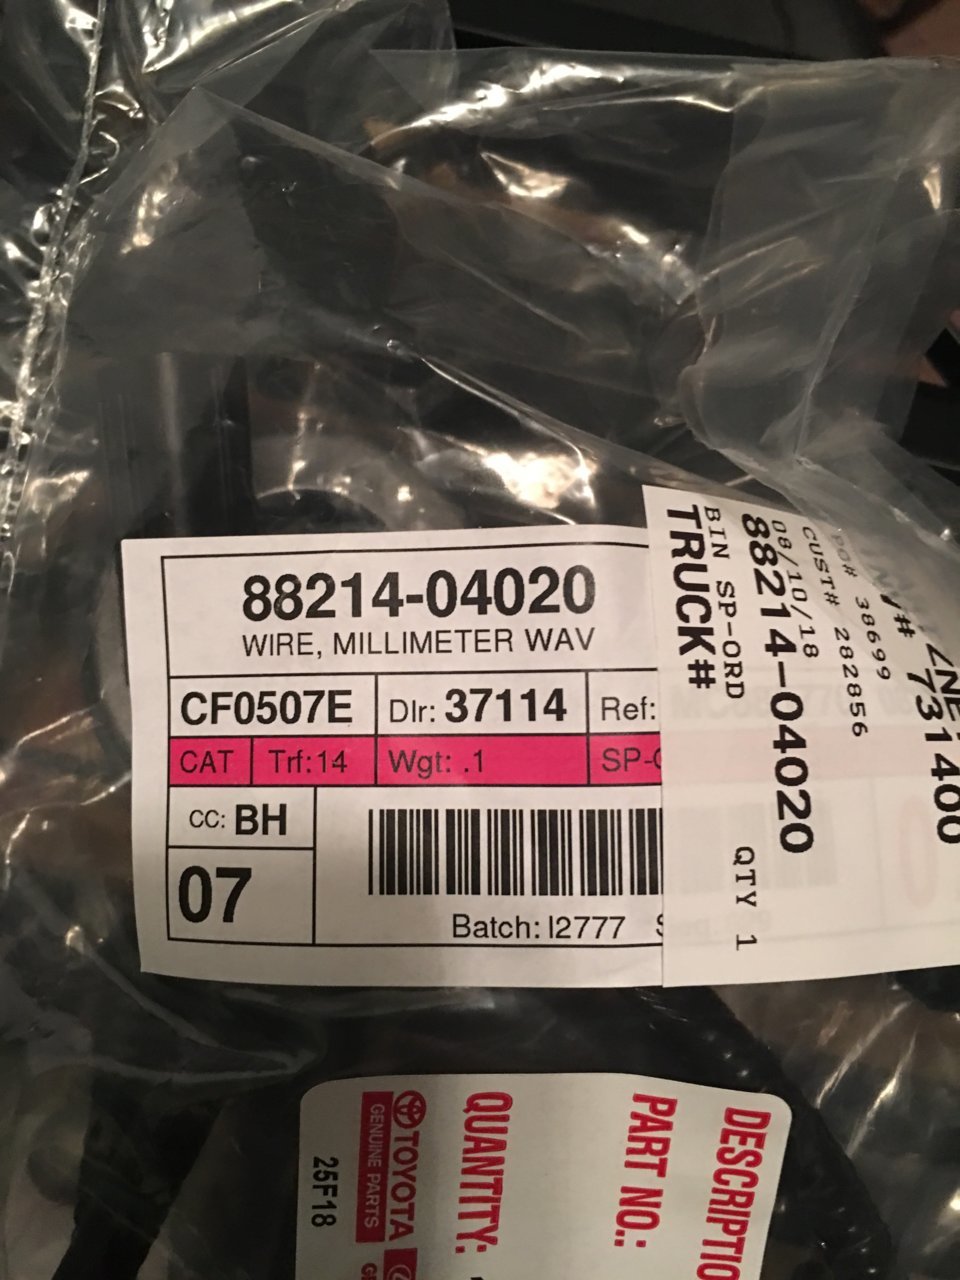 88214-04020
WIRE, MILLIMETER WAV
CF0507E
Dlr: 37114
Ref:
CAT
Trf:14
Wgt: .1
SP-
CC: BH
07
Batch: I2777
PO# 38699
CUST# 282856
08/10/18
88214-04020
BIN SP-ORD QTY 1
TRUCK#
# 731400
DESCRIPTIO
PART NO.:
QUANTITY:
TOYOTA
GENUINE PARTS
25F18